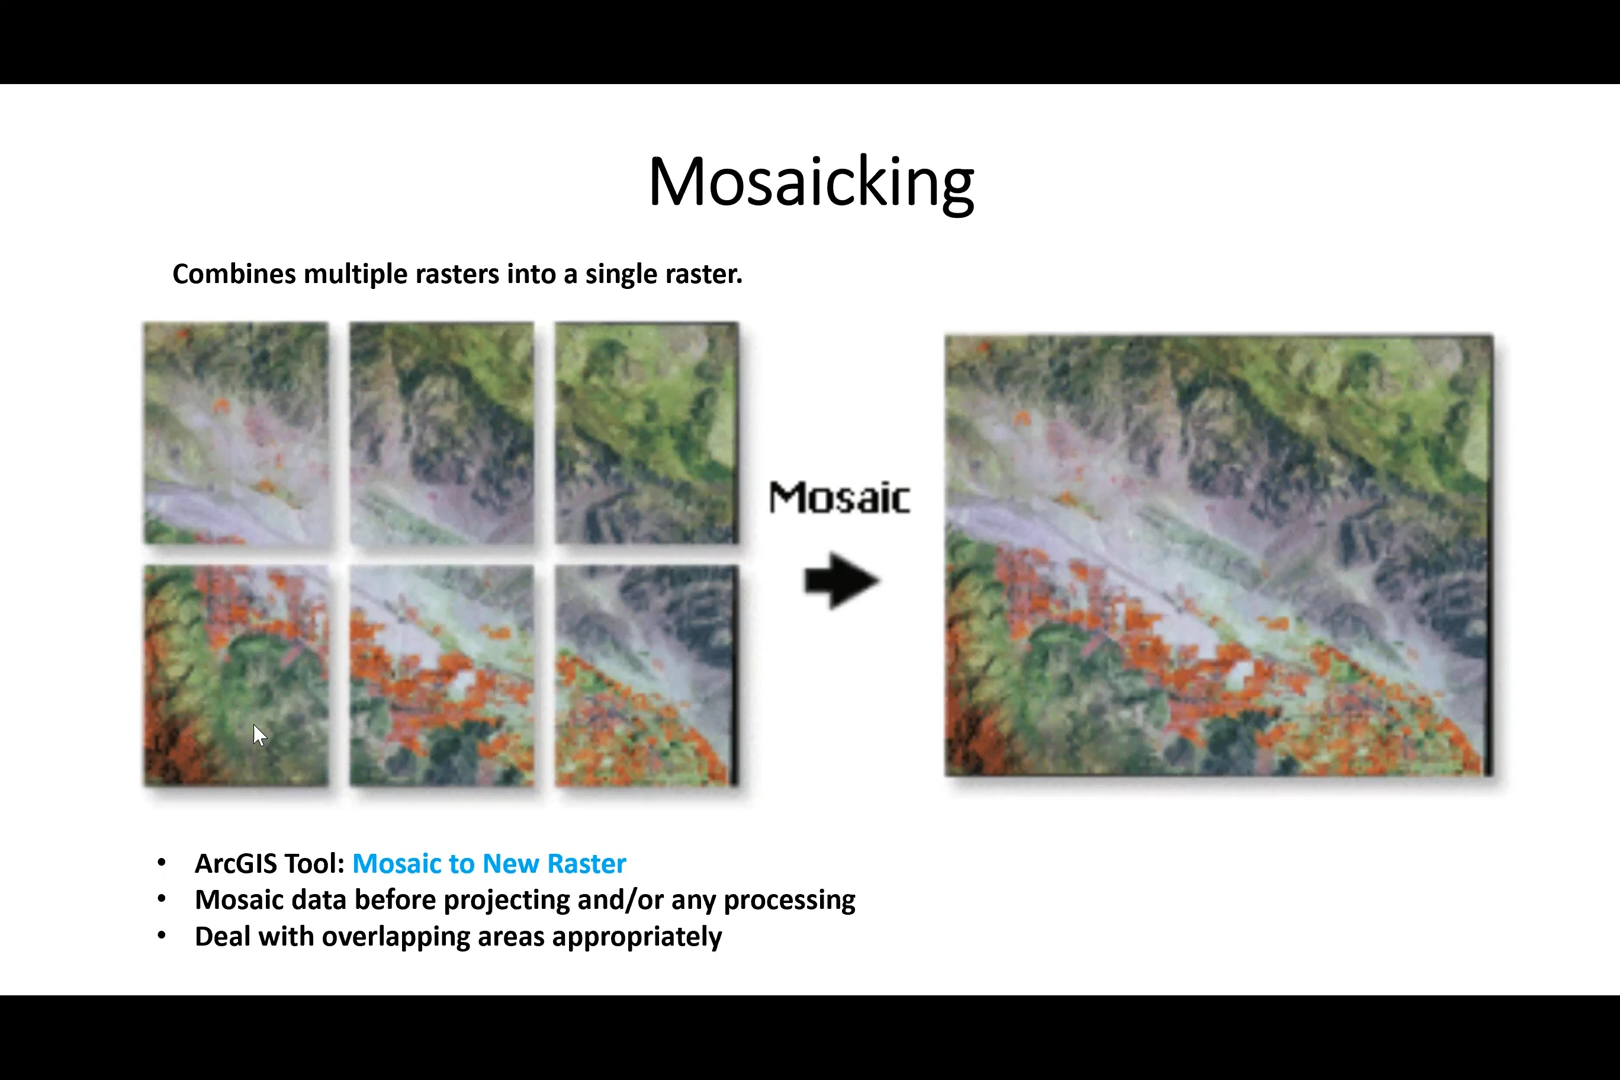 Mosaicking
Combines multiple rasters into a single raster.
Mosaic
• ArcGIS Tool: Mosaic to New Raster
• Mosaic data before projecting and/or any processing
• Deal with overlapping areas appropriately